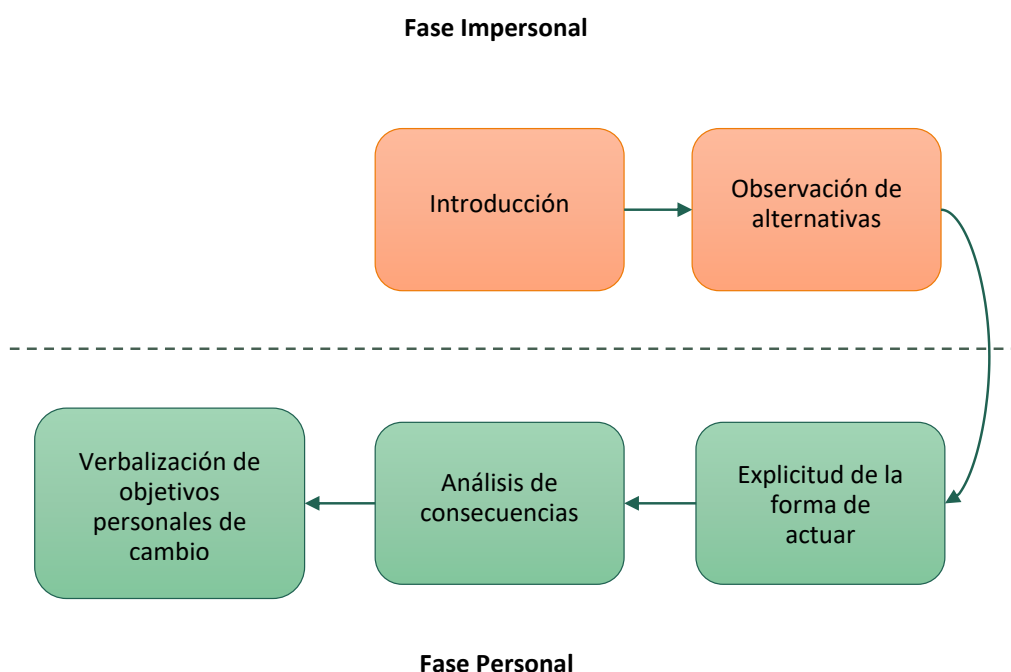 Fase Impersonal
Introducción
Observación de
alternativas
Explicitud de la
forma de
actuar
Análisis de
consecuencias
Verbalización de
objetivos
personales de
cambio
Fase Personal